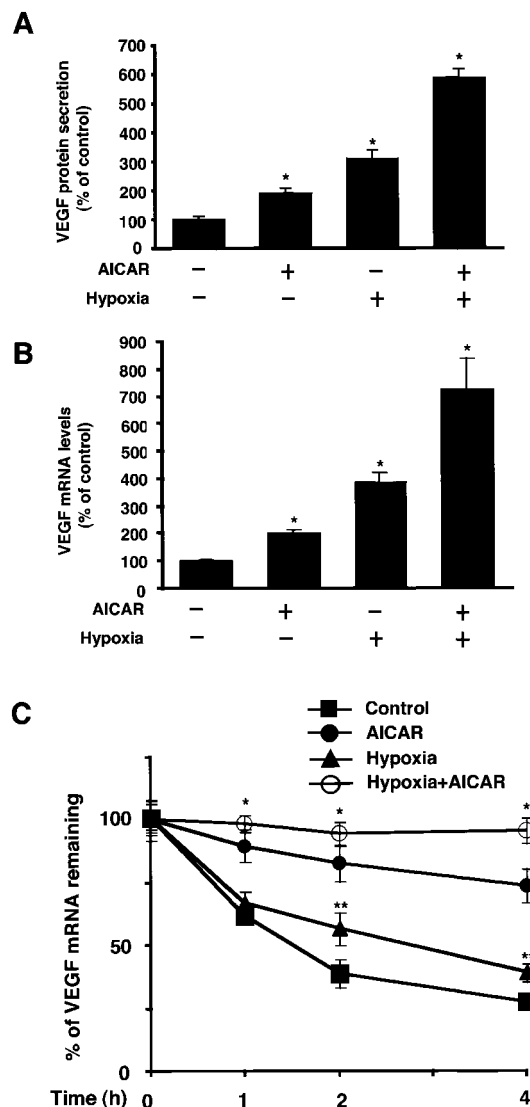 A
VEGF protein secretion
(% of control)
700
600
500
400
300
200
100
0
*
*
*
AICAR − + − +
Hypoxia − − + +
B
VEGF mRNA levels
(% of control)
900
800
700
600
500
400
300
200
100
0
*
*
*
AICAR − + − +
Hypoxia − − + +
C
Control
AICAR
Hypoxia
Hypoxia+AICAR
% of VEGF mRNA remaining
100
50
0
*
*
*
**
**
Time (h) 0 1 2 4